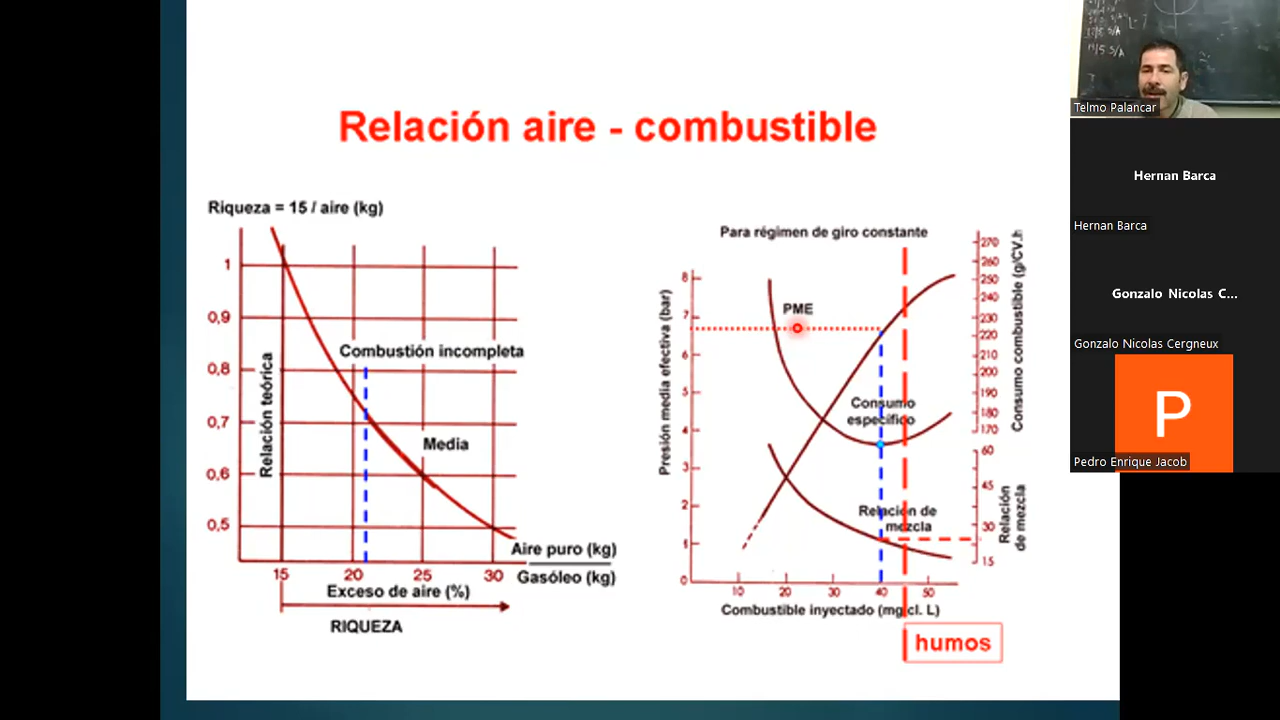 Relación aire - combustible
Riqueza = 15 / aire (kg)
1
0,9
0,8
0,7
0,6
0,5
Relación teórica
Combustión incompleta
Media
Aire puro (kg)
Gasóleo (kg)
15
20
25
30
Exceso de aire (%)
RIQUEZA
Para régimen de giro constante
Presión media efectiva (bar)
8
7
6
5
4
3
2
1
0
PME
Consumo
específico
Relación de
mezcla
270
260
250
240
230
220
210
200
190
180
170
Consumo combustible (g/CV.h
60
45
30
15
Relación
de mezcla
10
20
30
40
50
Combustible inyectado (mg cl. L)
humos
Telmo Palancar
Hernan Barca
Hernan Barca
Gonzalo Nicolas C...
Gonzalo Nicolas Cergneux
P
Pedro Enrique Jacob